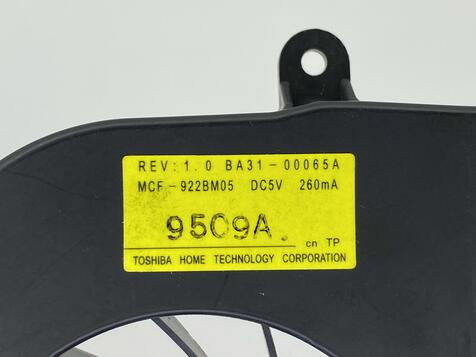 REV:1.0 BA31-00065A
MCF-922BM05 DC5V 260mA
9509A
cn TP
TOSHIBA HOME TECHNOLOGY CORPORATION